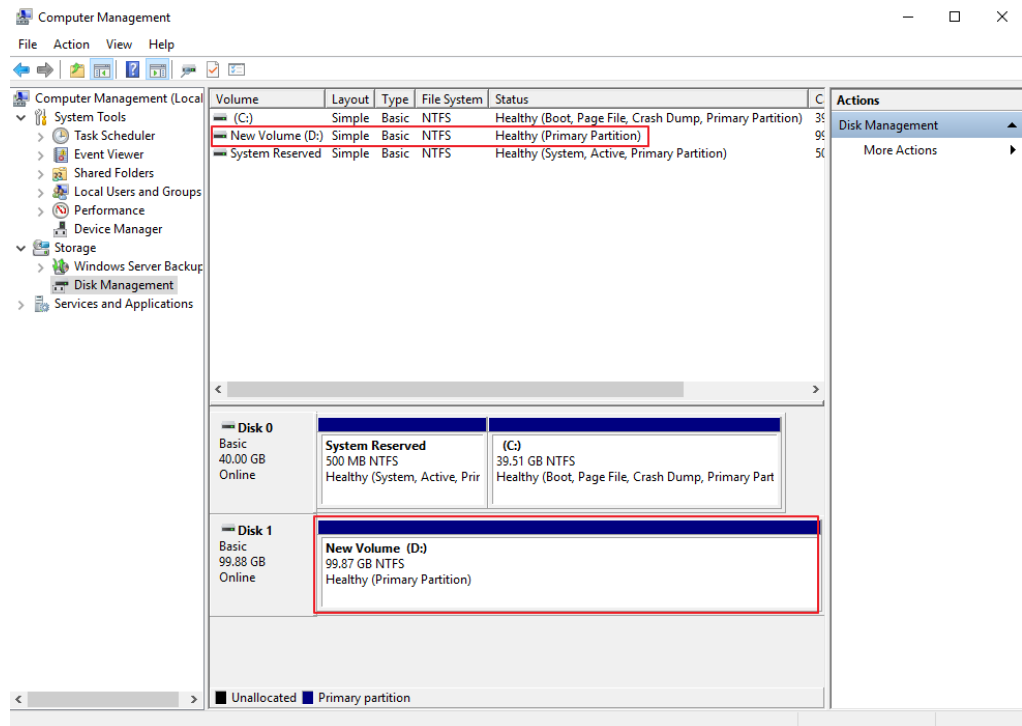 Computer Management
File Action View Help
Computer Management (Local
System Tools
Task Scheduler
Event Viewer
Shared Folders
Local Users and Groups
Performance
Device Manager
Storage
Windows Server Backup
Disk Management
Services and Applications
Volume Layout Type File System Status C
(C:) Simple Basic NTFS Healthy (Boot, Page File, Crash Dump, Primary Partition) 39
New Volume (D:) Simple Basic NTFS Healthy (Primary Partition) 99
System Reserved Simple Basic NTFS Healthy (System, Active, Primary Partition) 50
Disk 0
Basic
40.00 GB
Online
System Reserved
500 MB NTFS
Healthy (System, Active, Prir
(C:)
39.51 GB NTFS
Healthy (Boot, Page File, Crash Dump, Primary Part
Disk 1
Basic
99.88 GB
Online
New Volume (D:)
99.87 GB NTFS
Healthy (Primary Partition)
Unallocated Primary partition
Actions
Disk Management
More Actions